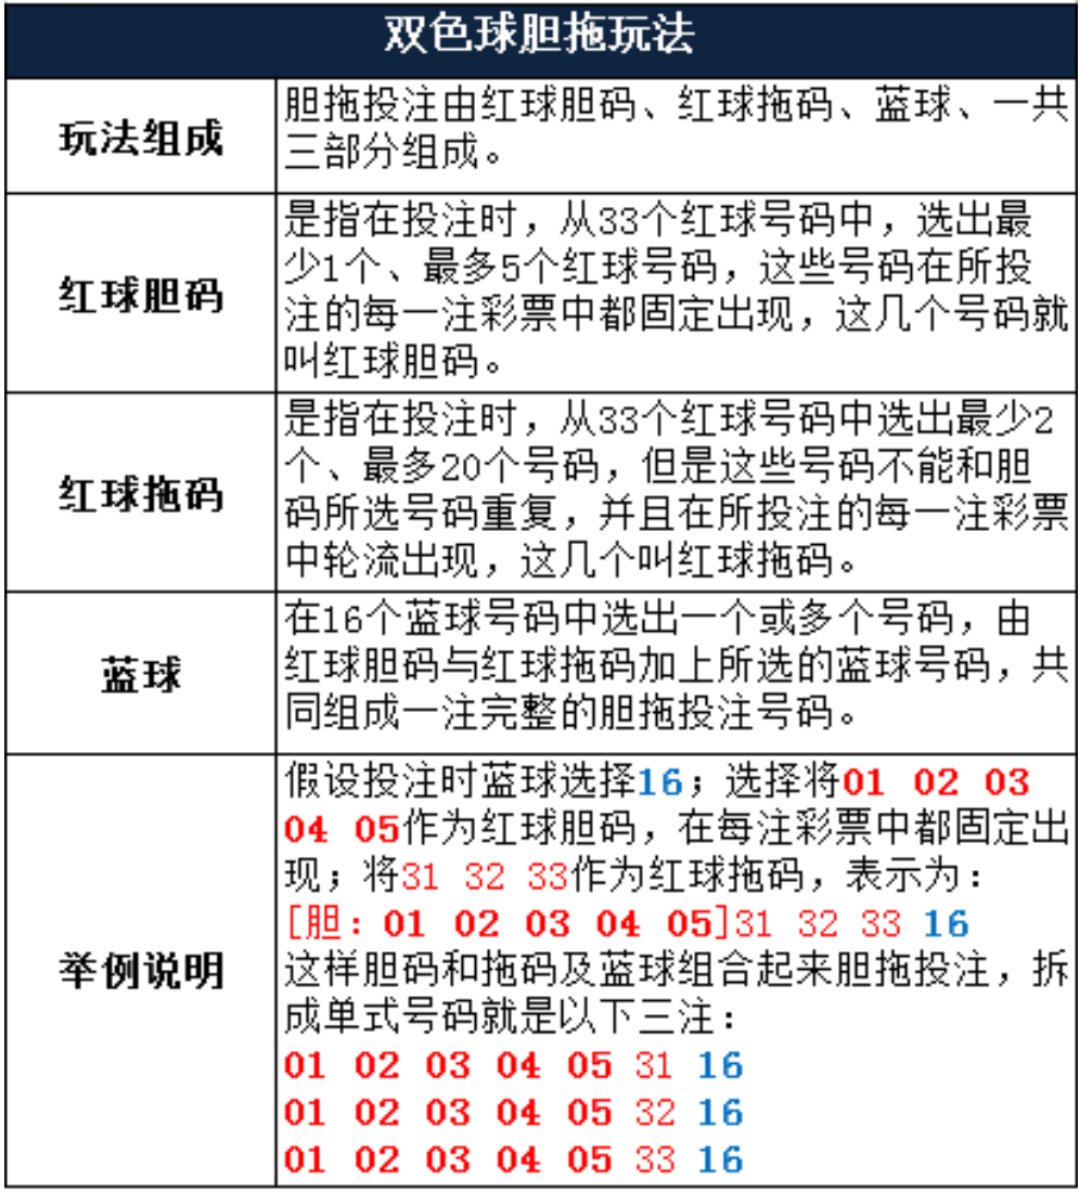 双色球胆拖玩法
玩法组成
胆拖投注由红球胆码、红球拖码、蓝球、一共
三部分组成。
红球胆码
是指在投注时，从33个红球号码中，选出最
少1个、最多5个红球号码，这些号码在所投
注的每一注彩票中都固定出现，这几个号码就
叫红球胆码。
红球拖码
是指在投注时，从33个红球号码中选出最少2
个、最多20个号码，但是这些号码不能和胆
码所选号码重复，并且在所投注的每一注彩票
中轮流出现，这几个叫红球拖码。
蓝球
在16个蓝球号码中选出一个或多个号码，由
红球胆码与红球拖码加上所选的蓝球号码，共
同组成一注完整的胆拖投注号码。
举例说明
假设投注时蓝球选择16；选择将01 02 03
04 05作为红球胆码，在每注彩票中都固定出
现；将31 32 33作为红球拖码，表示为：
[胆：01 02 03 04 05]31 32 33 16
这样胆码和拖码及蓝球组合起来胆拖投注，拆
成单式号码就是以下三注：
01 02 03 04 05 31 16
01 02 03 04 05 32 16
01 02 03 04 05 33 16